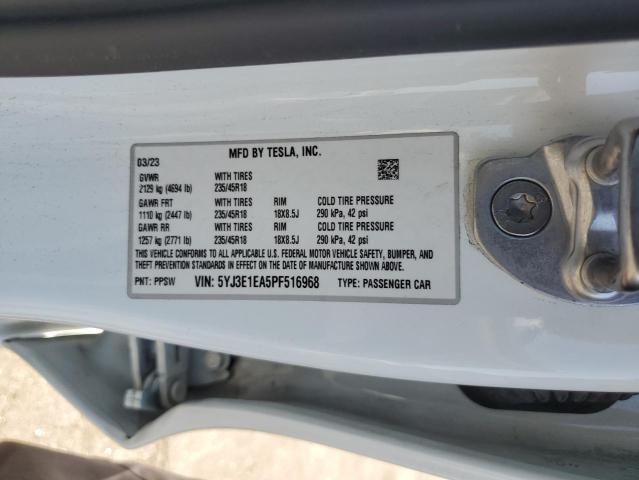 MFD BY TESLA, INC.
03/23
GVWR WITH TIRES
2129 kg (4694 lb) 235/45R18
GAWR FRT WITH TIRES RIM COLD TIRE PRESSURE
1110 kg (2447 lb) 235/45R18 18X8.5J 290 kPa, 42 psi
GAWR RR WITH TIRES RIM COLD TIRE PRESSURE
1257 kg (2771 lb) 235/45R18 18X8.5J 290 kPa, 42 psi
THIS VEHICLE CONFORMS TO ALL APPLICABLE U.S. FEDERAL MOTOR VEHICLE SAFETY, BUMPER, AND
THEFT PREVENTION STANDARDS IN EFFECT ON THE DATE OF MANUFACTURE SHOWN ABOVE.
PNT: PPSW VIN: 5YJ3E1EA5PF516968 TYPE: PASSENGER CAR